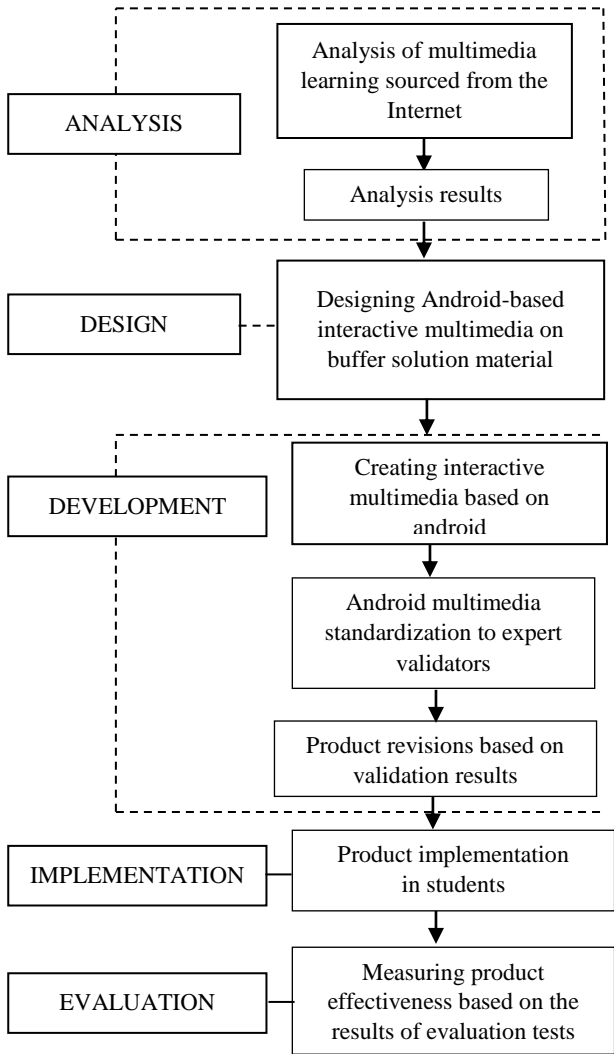 Analysis of multimedia
learning sourced from the
Internet
ANALYSIS
Analysis results
DESIGN
Designing Android-based
interactive multimedia on
buffer solution material
DEVELOPMENT
Creating interactive
multimedia based on
android
Android multimedia
standardization to expert
validators
Product revisions based on
validation results
IMPLEMENTATION
Product implementation
in students
EVALUATION
Measuring product
effectiveness based on the
results of evaluation tests